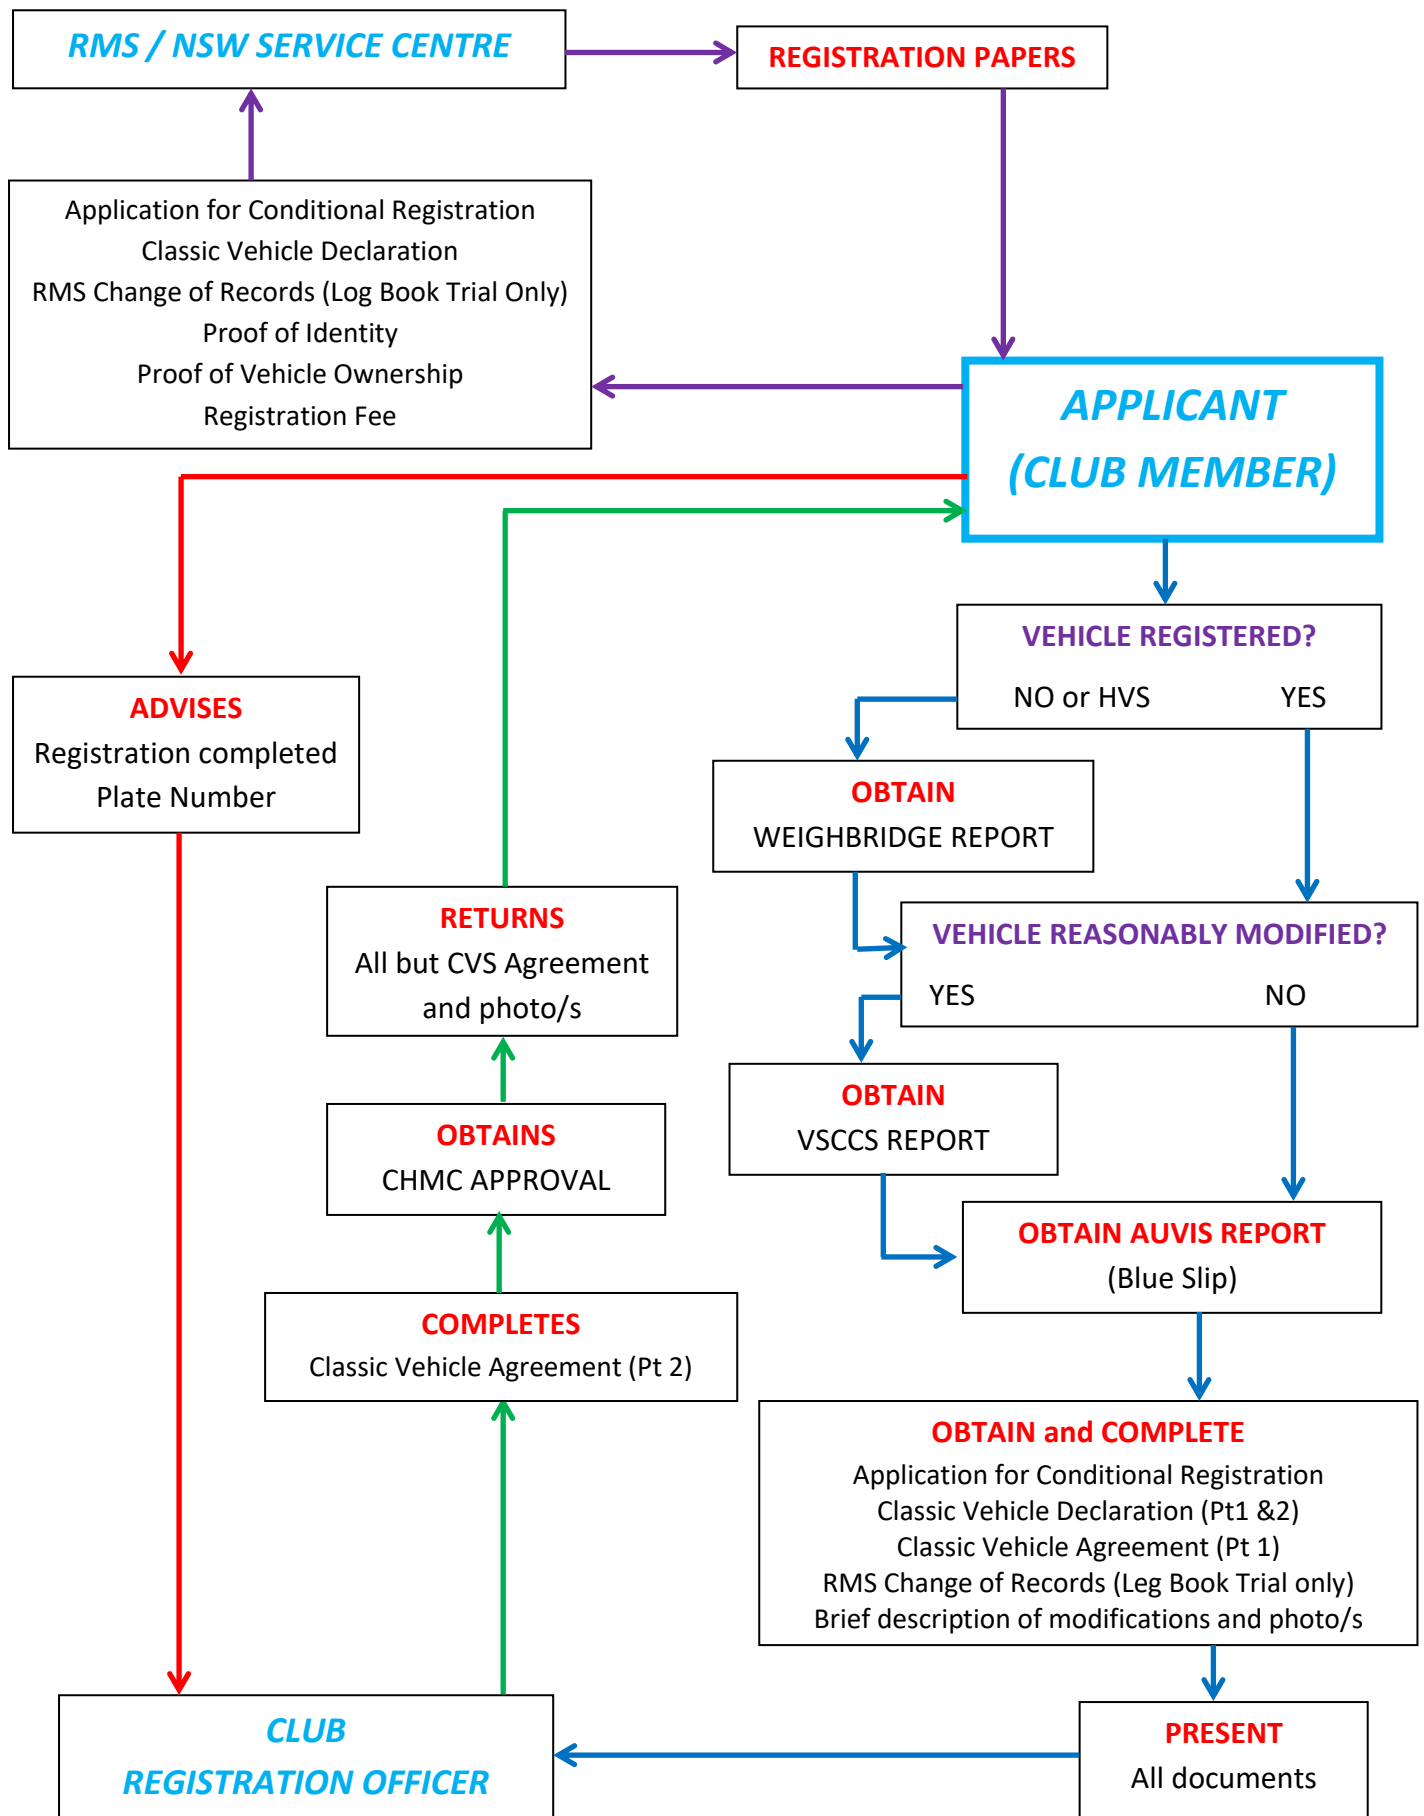 RMS / NSW SERVICE CENTRE
REGISTRATION PAPERS
Application for Conditional Registration
Classic Vehicle Declaration
RMS Change of Records (Log Book Trial Only)
Proof of Identity
Proof of Vehicle Ownership
Registration Fee
APPLICANT
(CLUB MEMBER)
VEHICLE REGISTERED?
NO or HVS YES
ADVISES
Registration completed
Plate Number
OBTAIN
WEIGHBRIDGE REPORT
RETURNS
All but CVS Agreement
and photo/s
VEHICLE REASONABLY MODIFIED?
YES NO
OBTAIN
VSCCS REPORT
OBTAINS
CHMC APPROVAL
OBTAIN AUVIS REPORT
(Blue Slip)
COMPLETES
Classic Vehicle Agreement (Pt 2)
OBTAIN and COMPLETE
Application for Conditional Registration
Classic Vehicle Declaration (Pt1 &2)
Classic Vehicle Agreement (Pt 1)
RMS Change of Records (Leg Book Trial only)
Brief description of modifications and photo/s
CLUB
REGISTRATION OFFICER
PRESENT
All documents